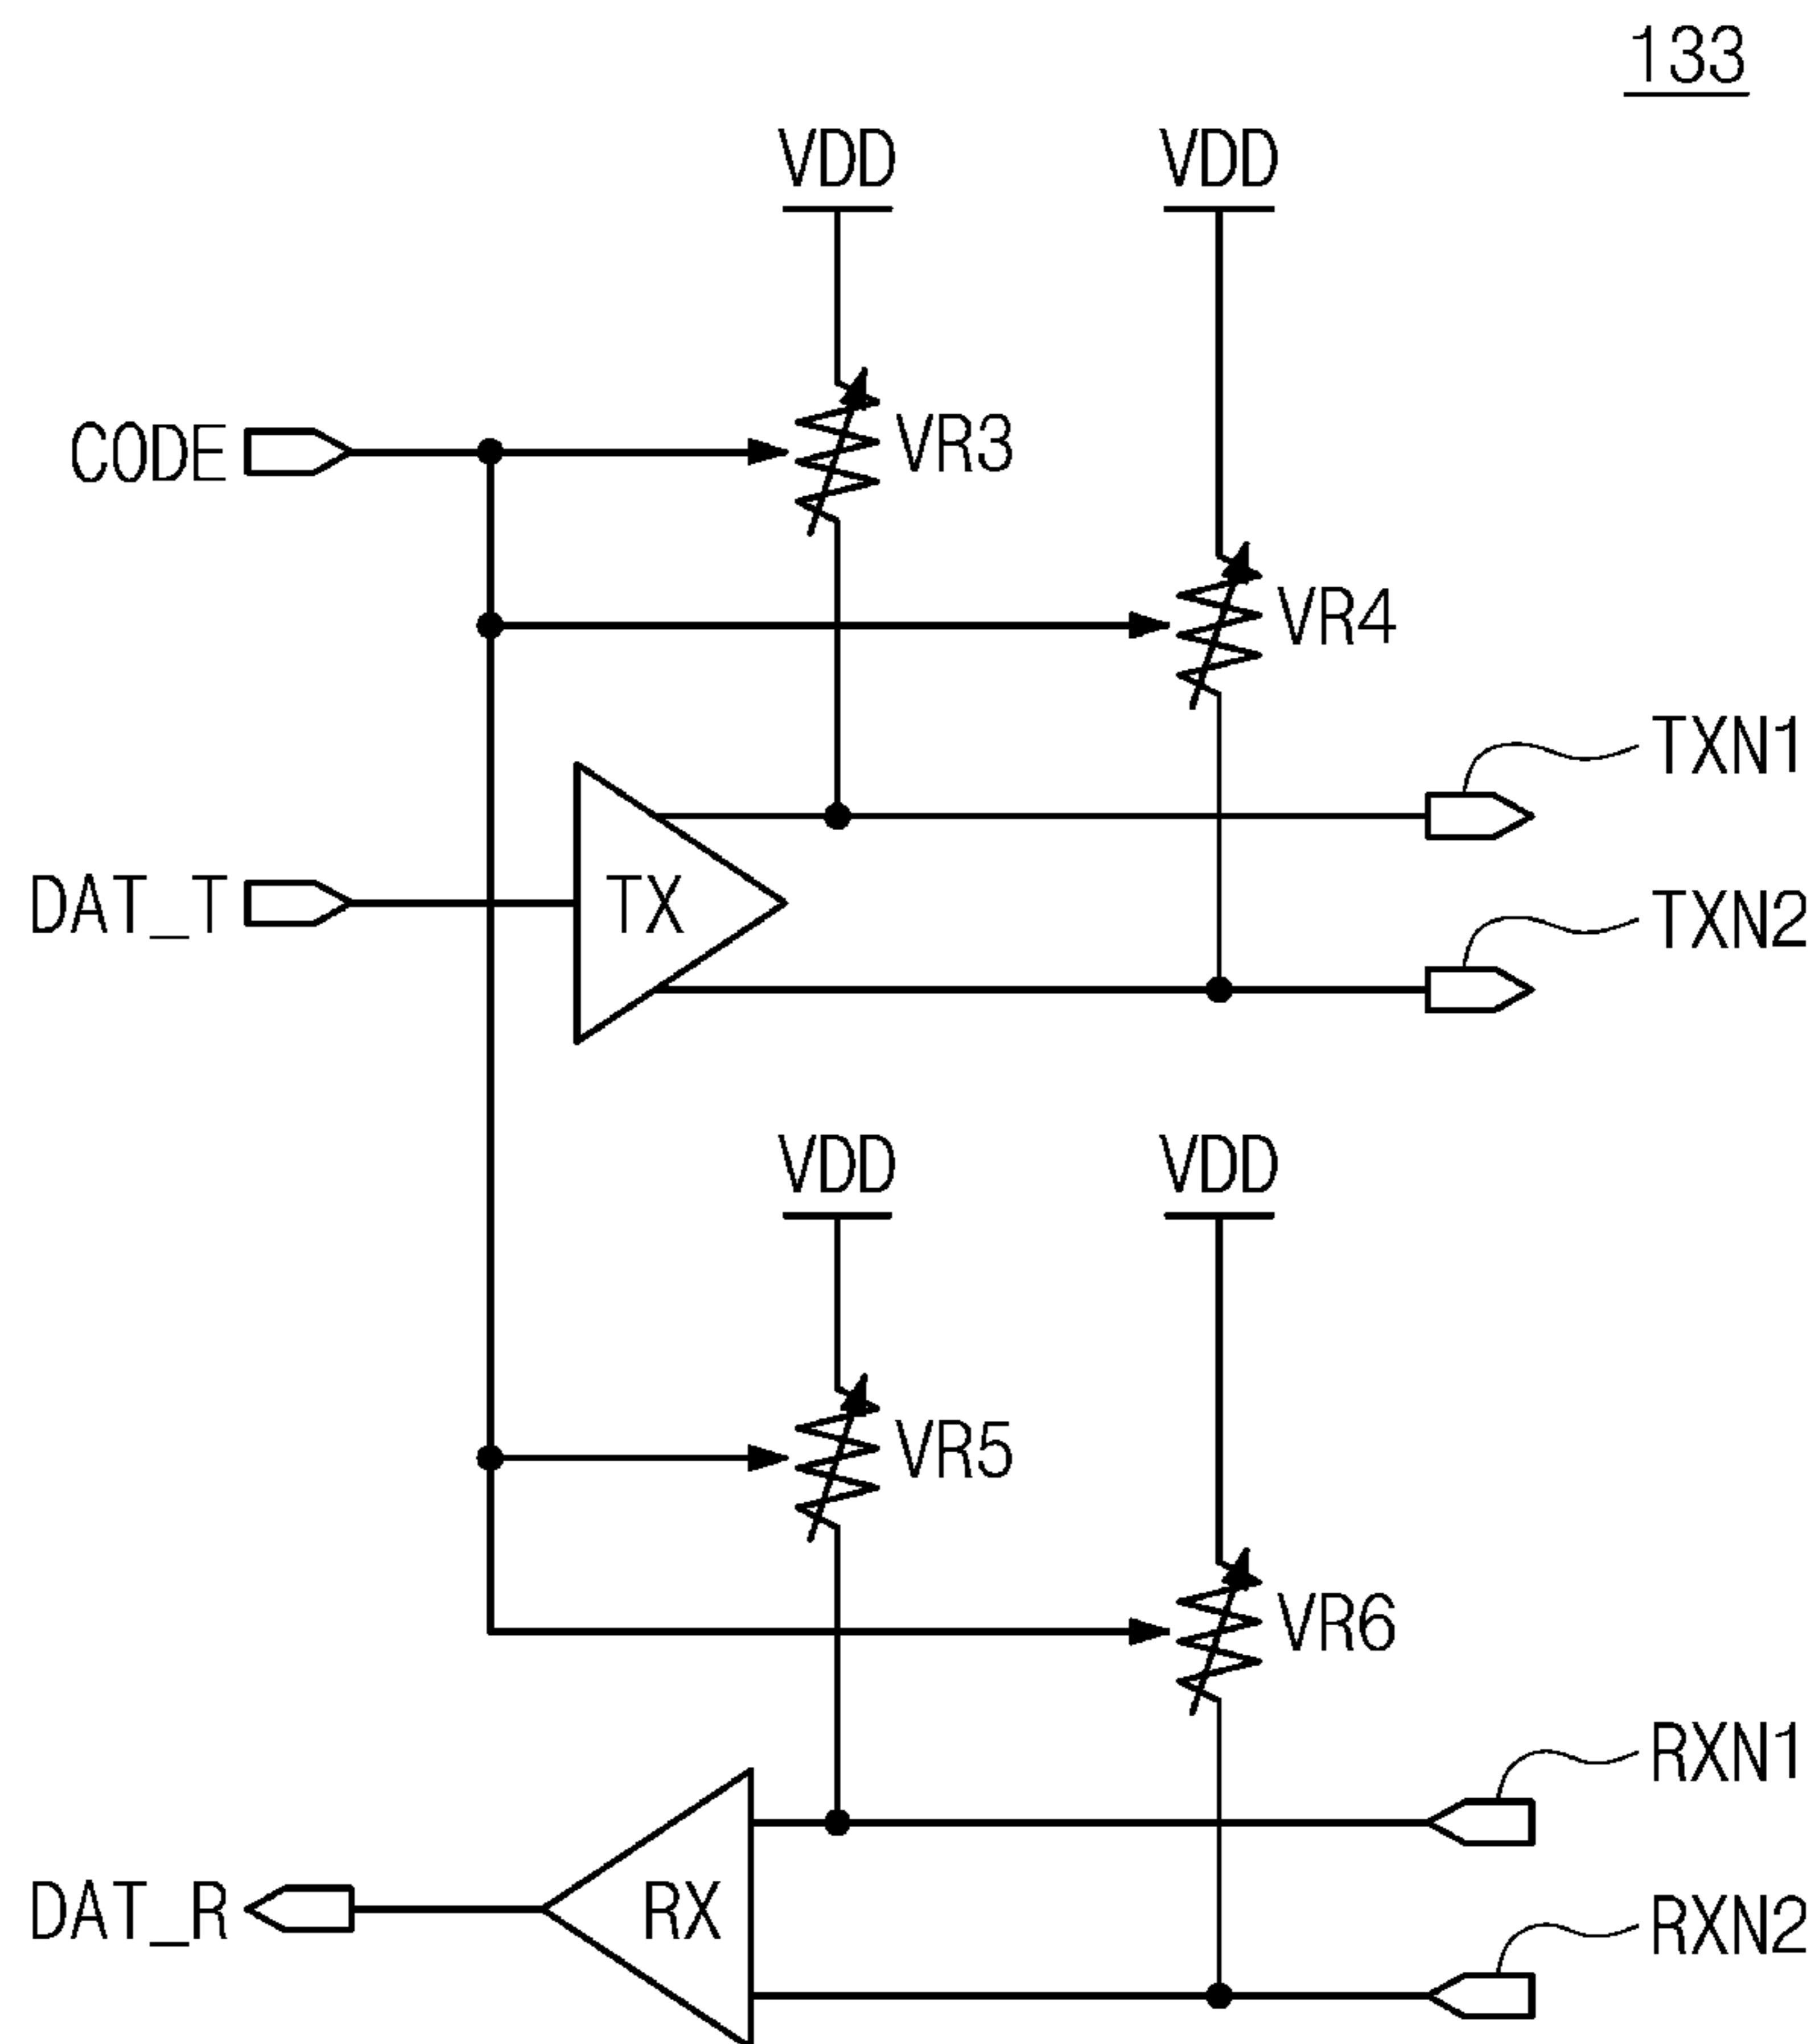 133
VDD VDD
CODE VR3
VR4
TXN1
DAT_T TX TXN2
VDD VDD
VR5
VR6
RXN1
DAT_R RX RXN2